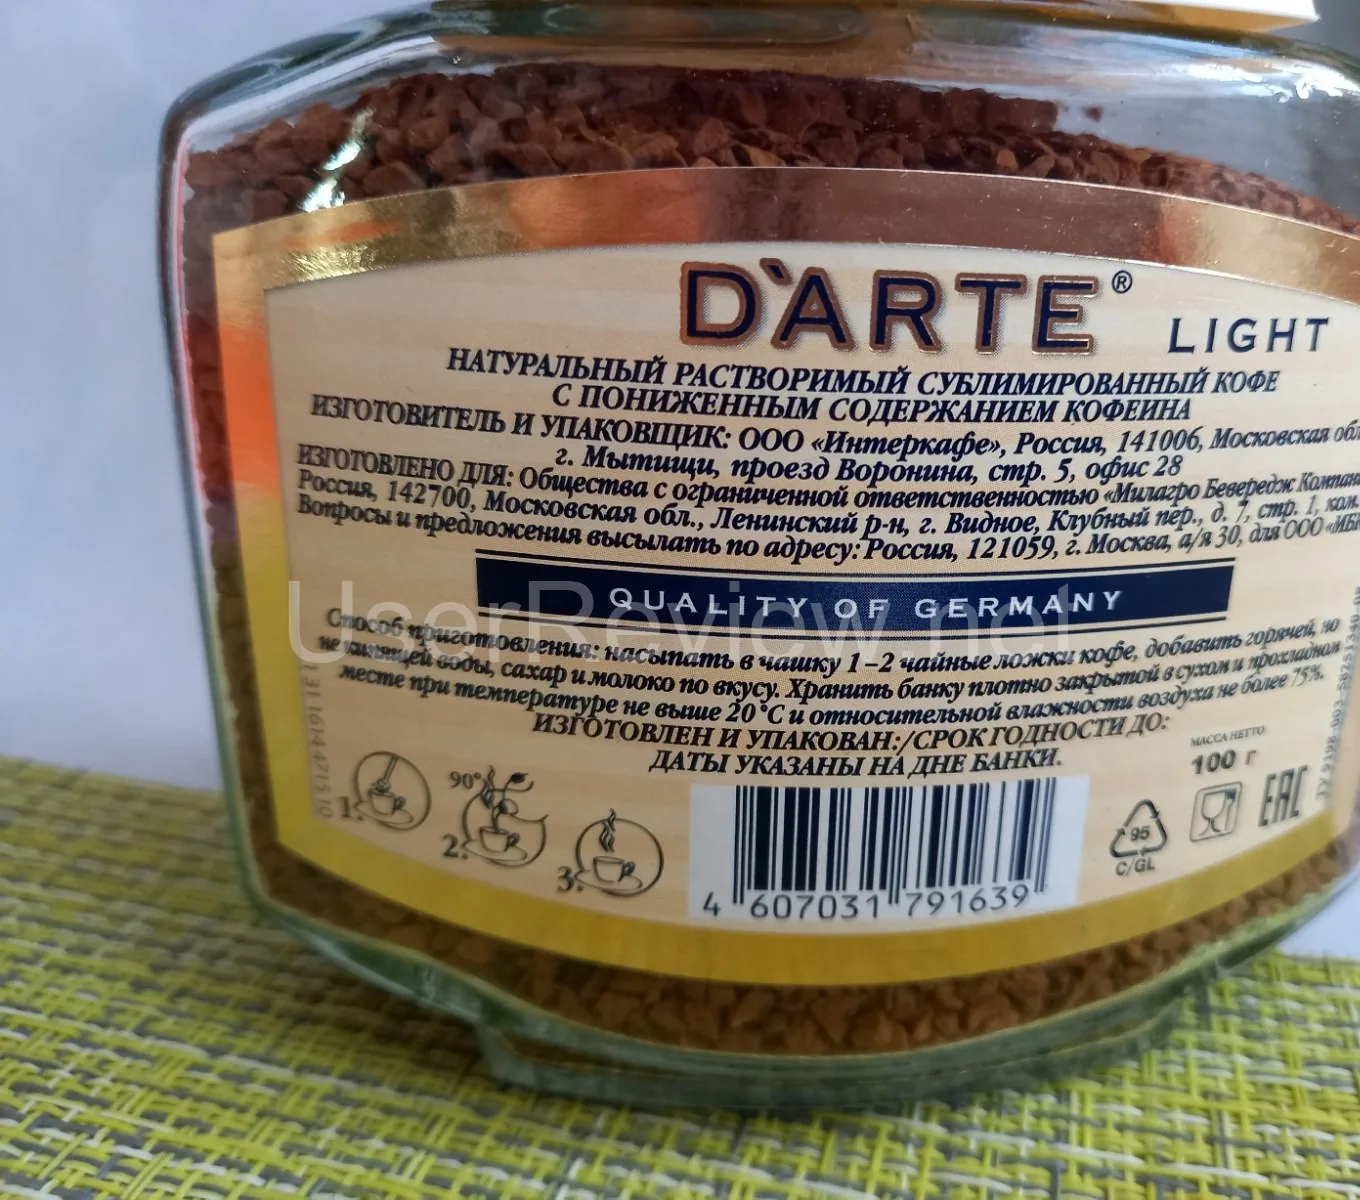 D'ARTE® LIGHT
НАТУРАЛЬНЫЙ РАСТВОРИМЫЙ СУБЛИМИРОВАННЫЙ КОФЕ
С ПОНИЖЕННЫМ СОДЕРЖАНИЕМ КОФЕИНА
ИЗГОТОВИТЕЛЬ И УПАКОВЩИК: ООО «Интеркафе», Россия, 141006, Московская обл
г. Мытищи, проезд Воронина, стр. 5, офис 28
ИЗГОТОВЛЕНО ДЛЯ: Общества с ограниченной ответственностью «Милагро Бевередж Компан
Россия, 142700, Московская обл., Ленинский р-н, г. Видное, Клубный пер., д. 7, стр. 1, ком.
Вопросы и предложения высылать по адресу: Россия, 121059, г. Москва, а/я 30, для ООО «ИБ
QUALITY OF GERMANY
UserReview.net
Способ приготовления: насыпать в чашку 1–2 чайные ложки кофе, добавить горячей, но
не кипящей воды, сахар и молоко по вкусу. Хранить банку плотно закрытой в сухом и прохладном
месте при температуре не выше 20°C и относительной влажности воздуха не более 75%.
ИЗГОТОВЛЕН И УПАКОВАН:/СРОК ГОДНОСТИ ДО:
ДАТЫ УКАЗАНЫ НА ДНЕ БАНКИ.
МАССА НЕТТО
100 г
1.
90°
2.
3.
4 607031 791639
95
C/GL
EAC